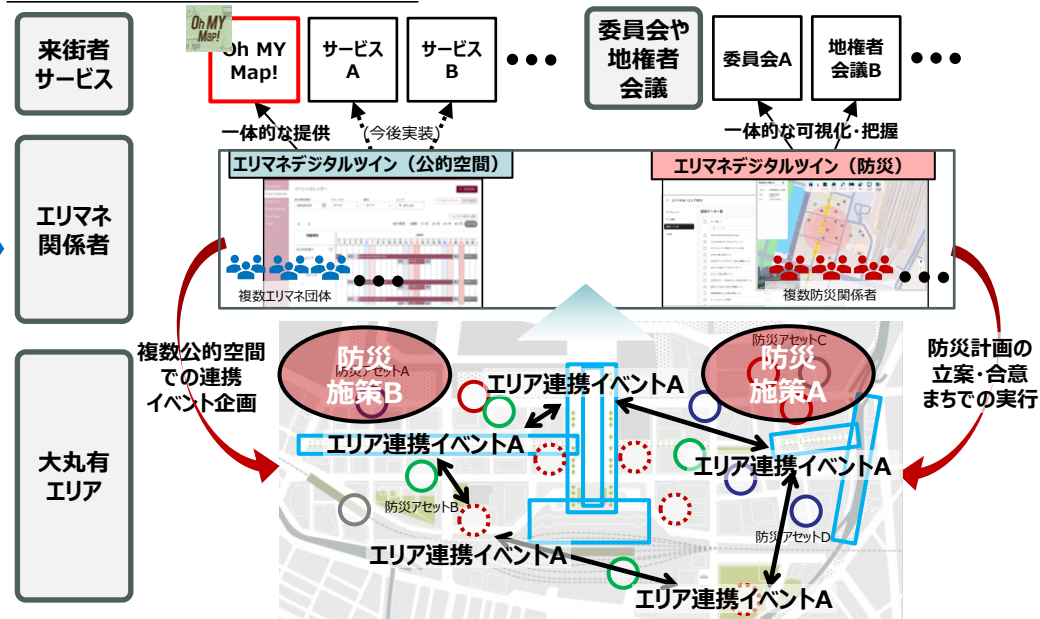 来街者
サービス
Oh MY
Map!
Oh MY
Map!
サービス
A
サービス
B
●●●
委員会や
地権者
会議
委員会A
地権者
会議B
●●●
一体的な提供
（今後実装）
一体的な可視化・把握
エリマネ
関係者
エリマネデジタルツイン（公的空間）
エリマネデジタルツイン（防災）
複数エリマネ団体
複数防災関係者
複数公的空間
での連携
イベント企画
防災計画の
立案・合意
まちでの実行
大丸有
エリア
防災アセットA
防災
施策B
防災アセットC
防災
施策A
エリア連携イベントA
エリア連携イベントA
エリア連携イベントA
防災アセットB
防災アセットD
エリア連携イベントA
エリア連携イベントA